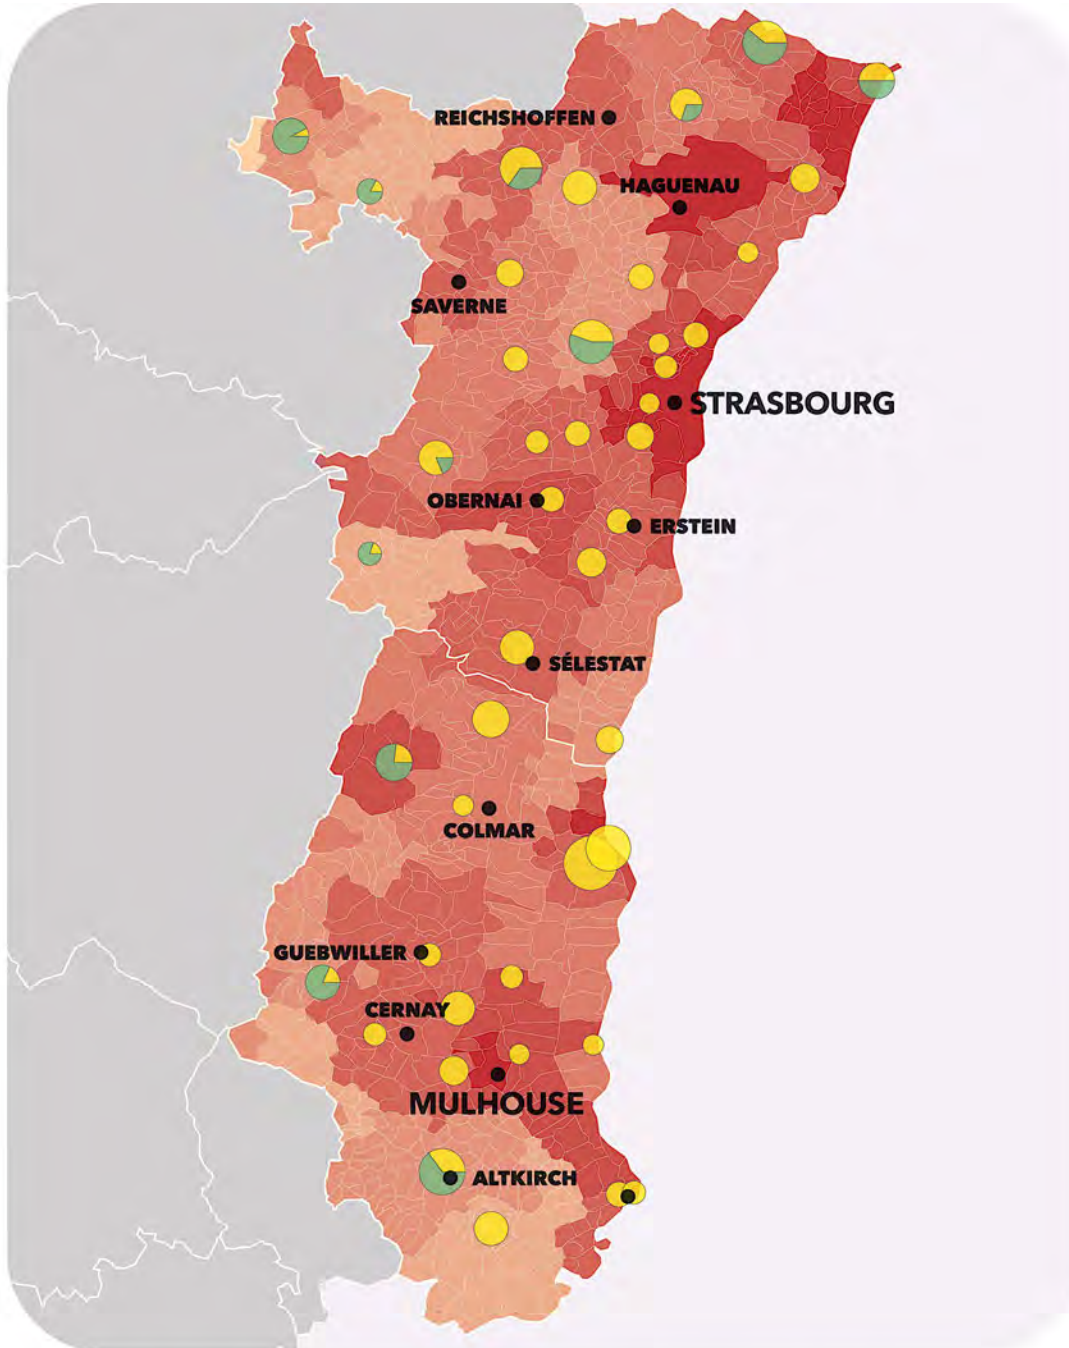 REICHSHOFFEN
HAGUENAU
SAVERNE
STRASBOURG
OBERNAI
ERSTEIN
SÉLESTAT
COLMAR
GUEBWILLER
CERNAY
MULHOUSE
ALTKIRCH